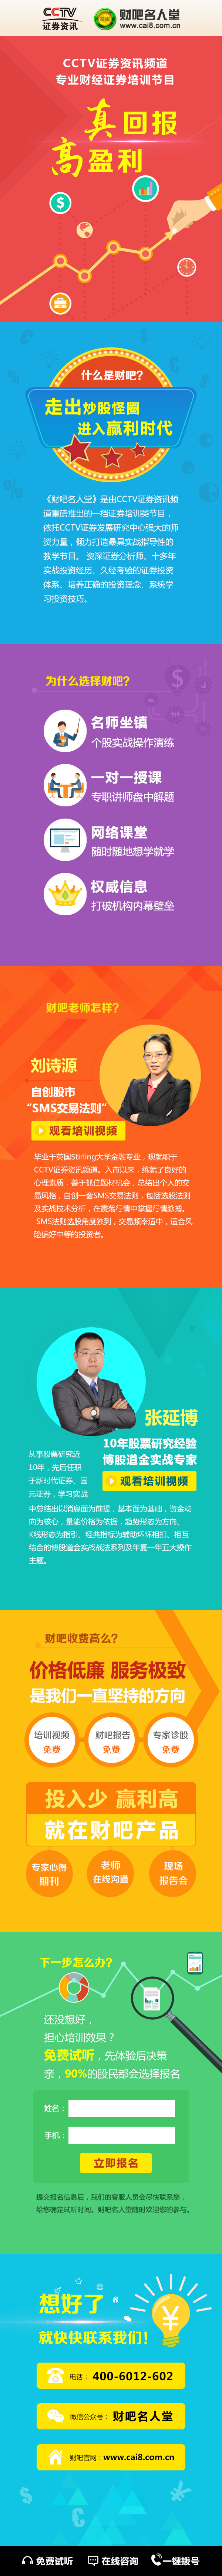 CCTV
证券资讯
财吧名人堂
www.cai8.com.cn
CCTV证券资讯频道
专业财经证券培训节目
真回报
高盈利
什么是财吧?
走出炒股怪圈
进入赢利时代
《财吧名人堂》是由CCTV证券资讯频
道重磅推出的一档证券培训类节目，
依托CCTV证券发展研究中心强大的师
资力量，倾力打造最具实战指导性的
教学节目。 资深证券分析师、十多年
实战投资经历、久经考验的证券投资
体系、培养正确的投资理念、系统学
习投资技巧。
为什么选择财吧?
名师坐镇
个股实战操作演练
一对一授课
专职讲师盘中解题
网络课堂
随时随地想学就学
权威信息
打破机构内幕壁垒
财吧老师怎样?
刘诗源
自创股市
“SMS交易法则”
观看培训视频
毕业于英国Stirling大学金融专业，现就职于
CCTV证券资讯频道。入市以来，练就了良好的
心理素质，善于抓住题材机会，总结出个人的交
易风格，自创一套SMS交易法则，包括选股法则
及实战技术分析，在震荡行情中掌握行情脉搏。
SMS法则选股角度独到，交易频率适中，适合风
险偏好中等的投资者。
张延博
10年股票研究经验
博股道金实战专家
观看培训视频
从事股票研究近
10年，先后任职
于新时代证券、国
元证券，学习实战
中总结出以消息面为前提，基本面为基础，资金动
向为核心，量能价格为依据，趋势形态为方向、
K线形态为指引、经典指标为辅助环环相扣、相互
结合的博股道金实战战法系列及年复一年五大操作
主题。
财吧收费高么?
价格低廉 服务极致
是我们一直坚持的方向
培训视频
免费
财吧报告
免费
专家诊股
免费
投入少 赢利高
就在财吧产品
专家心得
期刊
老师
在线沟通
现场
报告会
下一步怎么办?
还没想好，
担心培训效果？
免费试听，先体验后决策
亲，90%的股民都会选择报名
姓名：
手机：
立即报名
提交报名信息后，我们的客服人员会尽快联系您，
给您确定试听时间。财吧名人堂随时欢迎您的参与。
想好了
就快快联系我们!
电话： 400-6012-602
微信公众号： 财吧名人堂
财吧官网：www.cai8.com.cn
免费试听
在线咨询
一键拨号